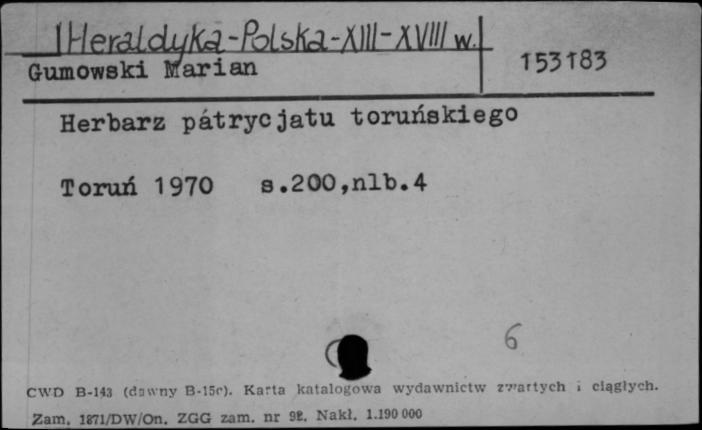 Heraldyka-Polska-XIII-XVIII w.
Gumowski Marian
153183
Herbarz pátrycjatu toruńskiego
Toruń 1970 s.200,nlb.4
6
CWD B-143 (dawny B-15c). Karta katalogowa wydawnictw zwartych i ciągłych.
Zam. 1871/DW/On. ZGG zam. nr 98. Nakł. 1.190 000